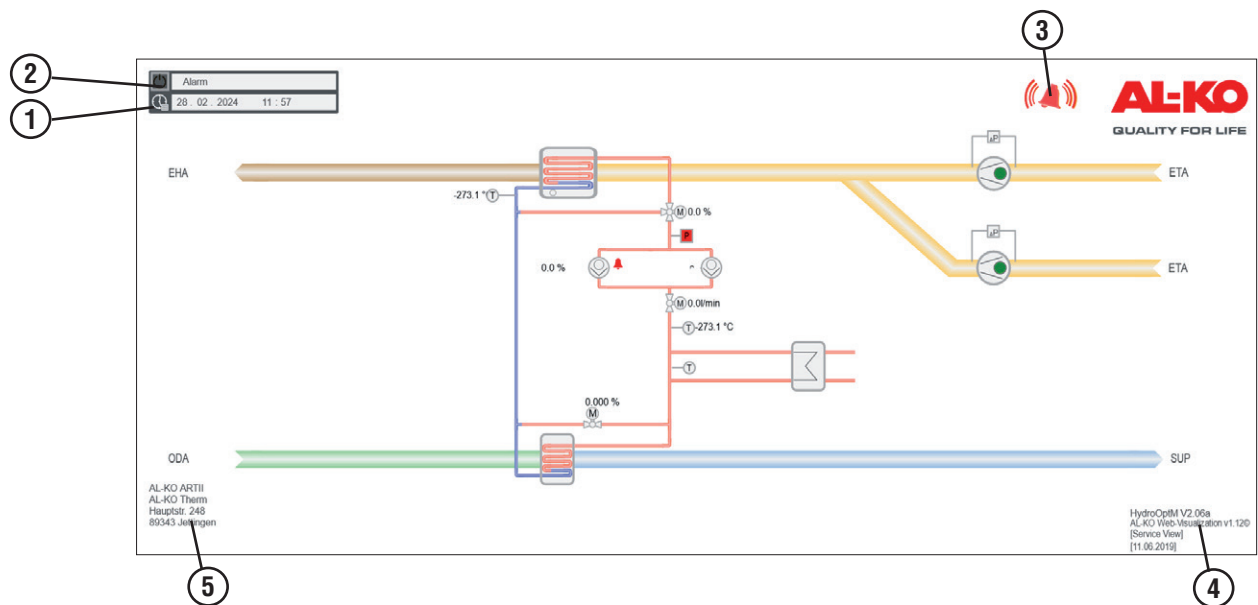 3
2
Alarm
28 . 02 . 2024 11 : 57
1
AL-KO
QUALITY FOR LIFE
ΔP
EHA
ETA
-273.1 ° T
M 0.0 %
P
ΔP
0.0 %
ETA
M 0.0l/min
T -273.1 °C
T
0.000 %
M
ODA
SUP
AL-KO ARTII
AL-KO Therm
Hauptstr. 248
89343 Jettingen
HydroOptM V2.06a
AL-KO Web-Visualization v1.120
[Service View]
[11.06.2019]
5
4